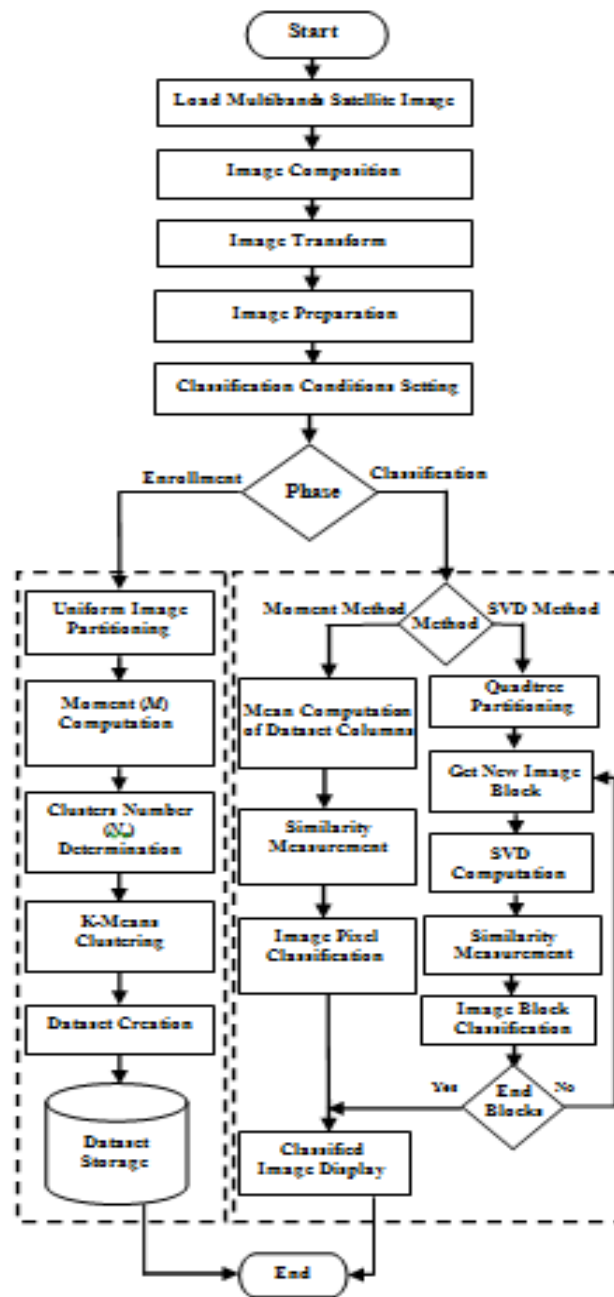 Start
Load Multibands Satellite Image
Image Composition
Image Transform
Image Preparation
Classification Conditions Setting
Enrollment
Classification
Phase
Uniform Image
Partitioning
Moment (M)
Computation
Clusters Number
(Nc)
Determination
K-Means
Clustering
Dataset Creation
Dataset
Storage
Moment Method
SVD Method
Method
Mean Computation
of Dataset Columns
Similarity
Measurement
Image Pixel
Classification
Quadtree
Partitioning
Get New Image
Block
SVD
Computation
Similarity
Measurement
Image Block
Classification
Yes
End
Blocks
No
Classified
Image Display
End